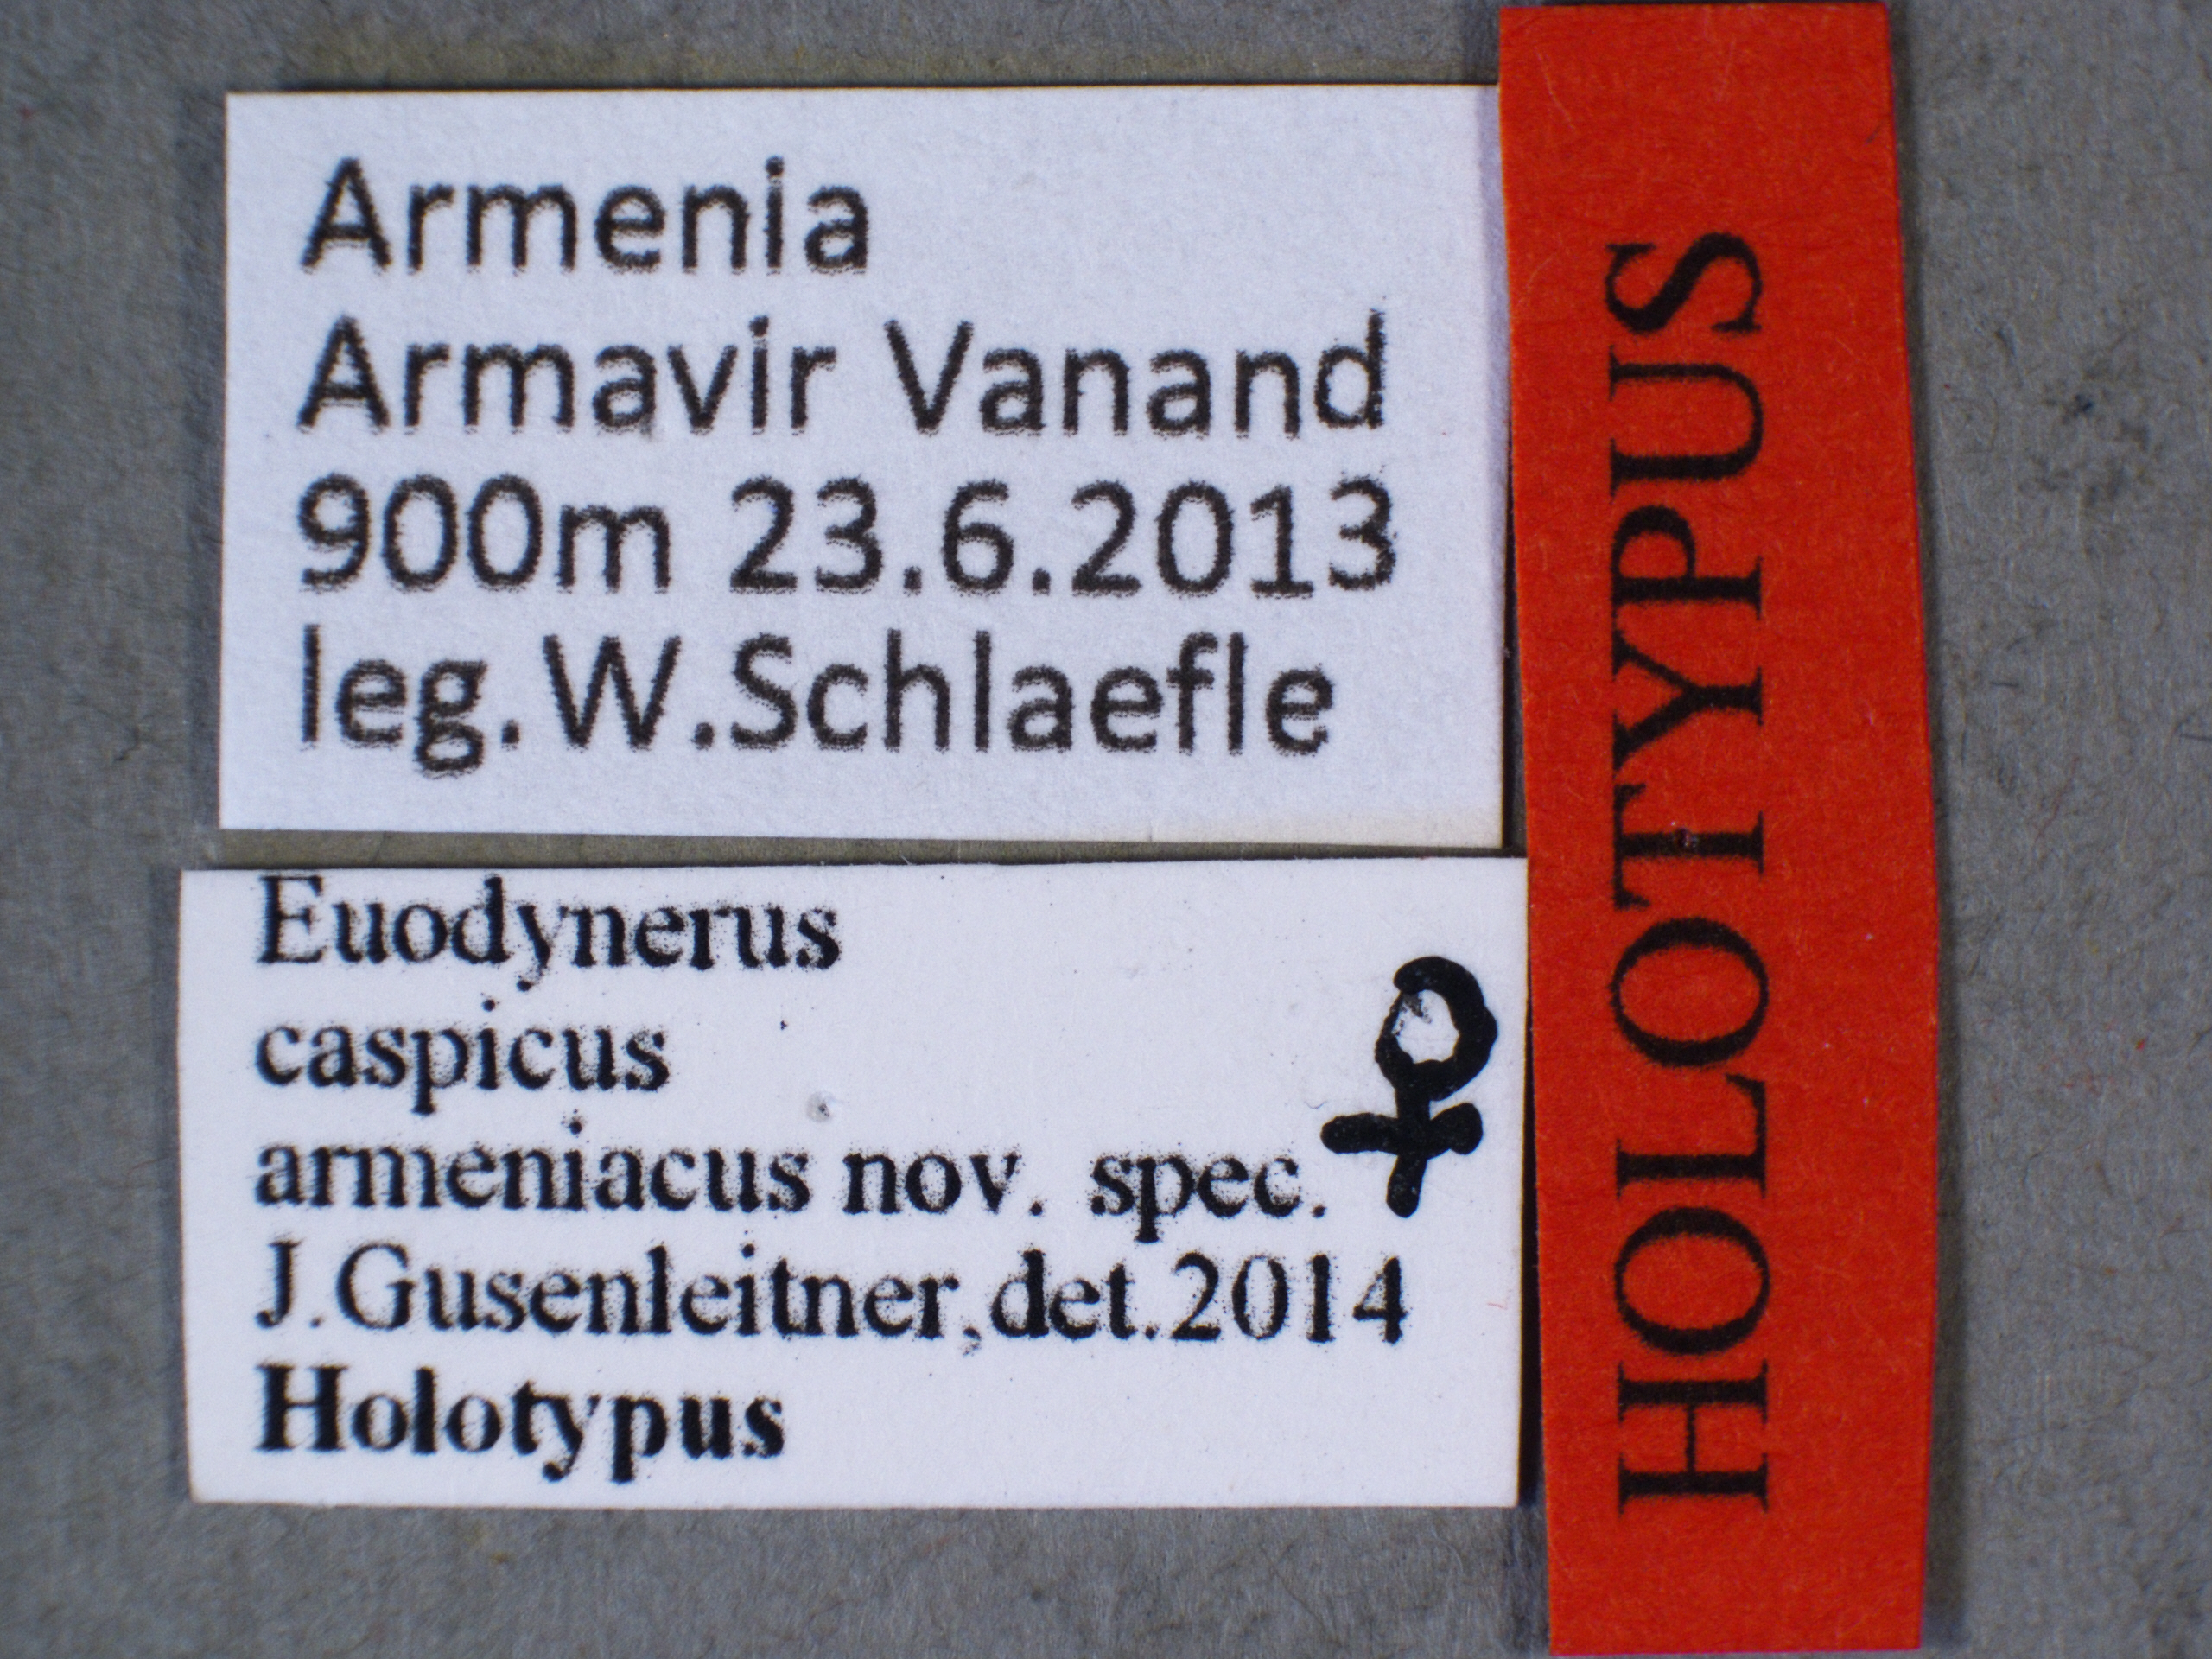 Armenia
Armavir Vanand
900m 23.6.2013
leg.W.Schlaefle
Euodynerus
caspicus
armeniacus nov. spec. ♀
J.Gusenleitner,det.2014
Holotypus
HOLOTYPUS